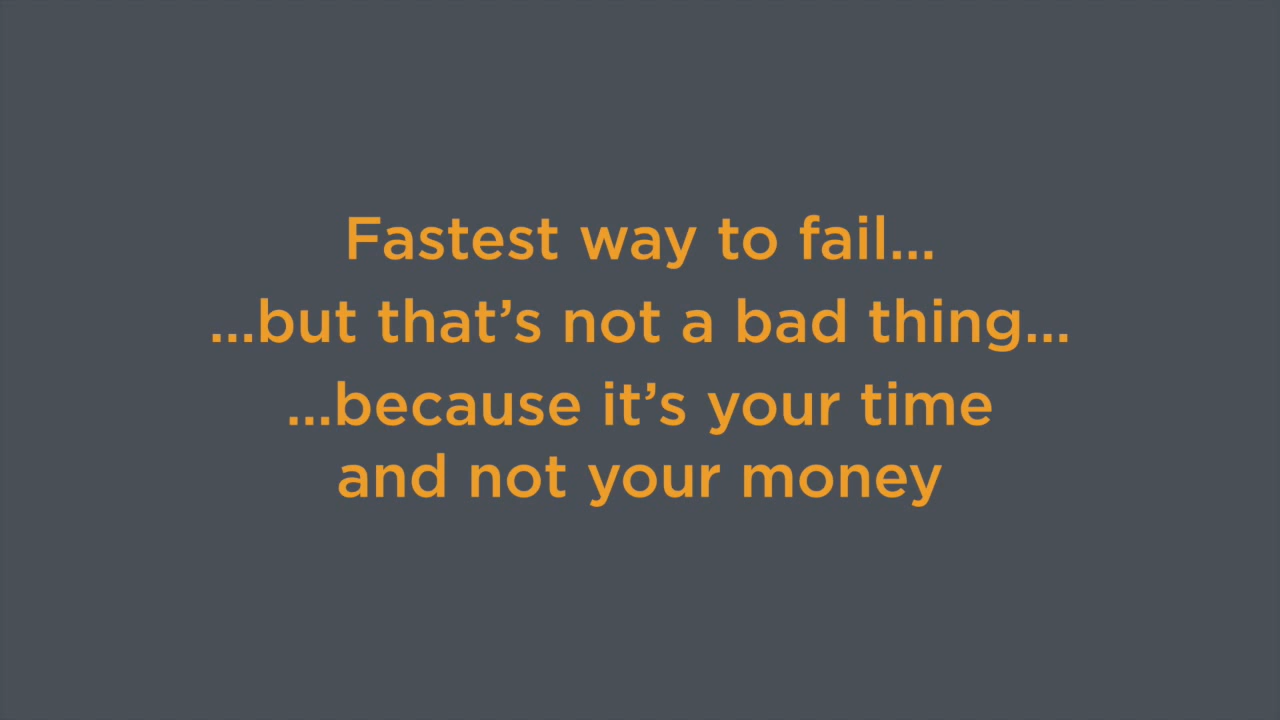 Fastest way to fail...
...but that’s not a bad thing...
...because it’s your time
and not your money